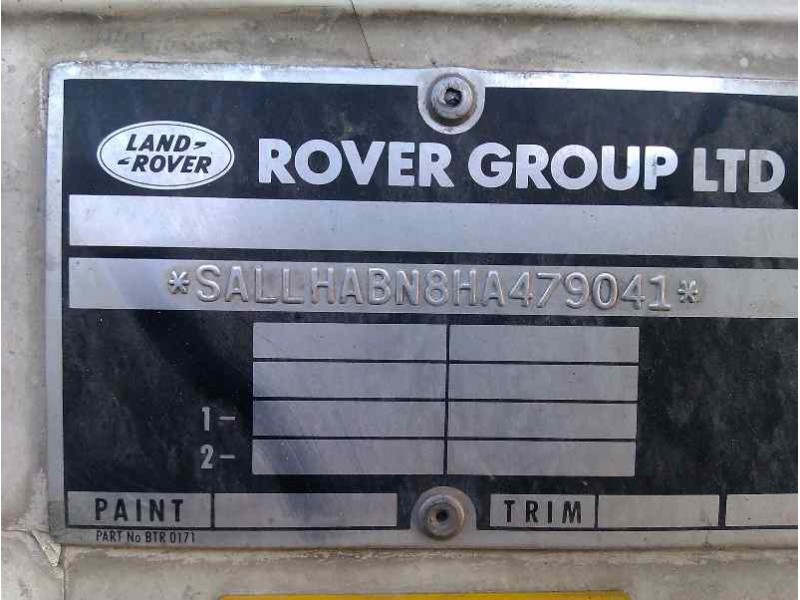 LAND-
-ROVER
ROVER GROUP LTD
*SALLHABN8HA479041*
1-
2-
PAINT
TRIM
PART No BTR 0171